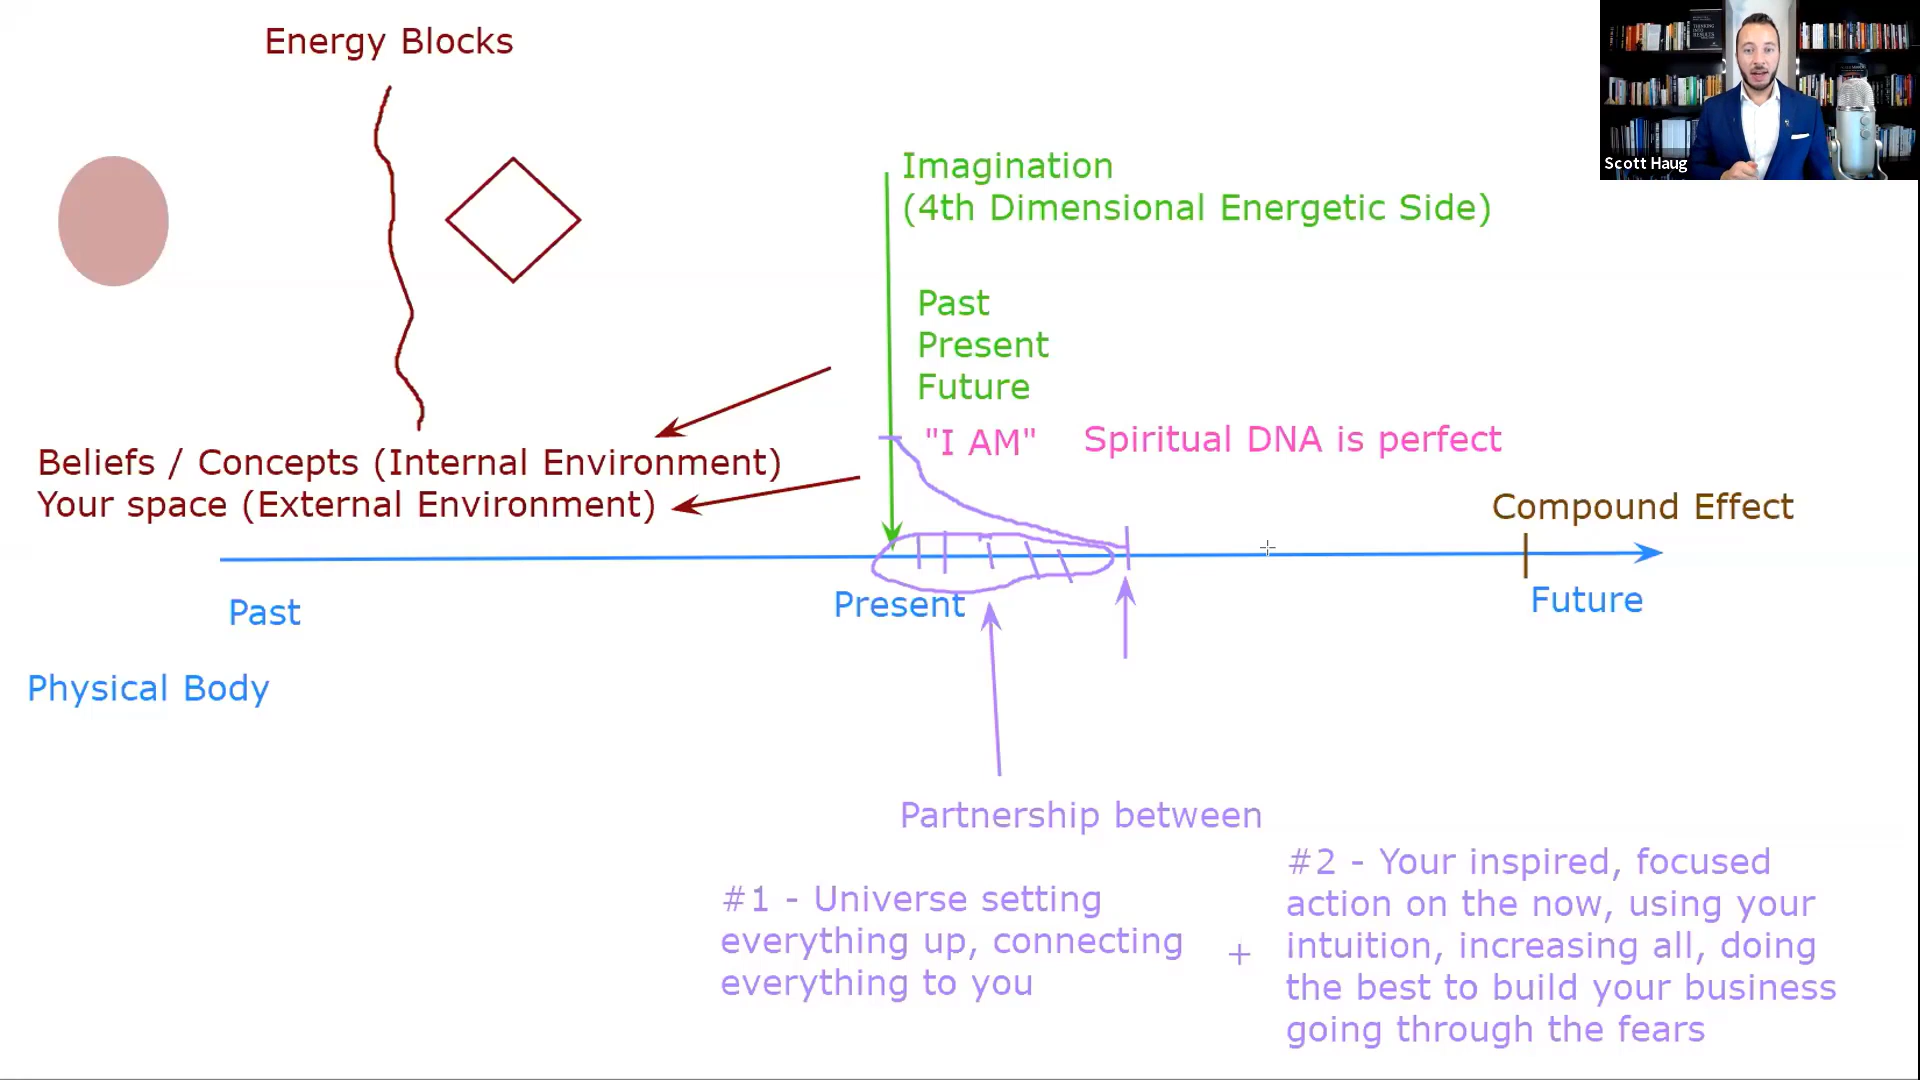 Energy Blocks
Scott Haug
THINKING
INTO
RESULTS
Imagination
(4th Dimensional Energetic Side)
Past
Present
Future
"I AM"
Spiritual DNA is perfect
Beliefs / Concepts (Internal Environment)
Your space (External Environment)
Compound Effect
Past
Present
Future
Physical Body
Partnership between
#1 - Universe setting
everything up, connecting
everything to you
+
#2 - Your inspired, focused
action on the now, using your
intuition, increasing all, doing
the best to build your business
going through the fears